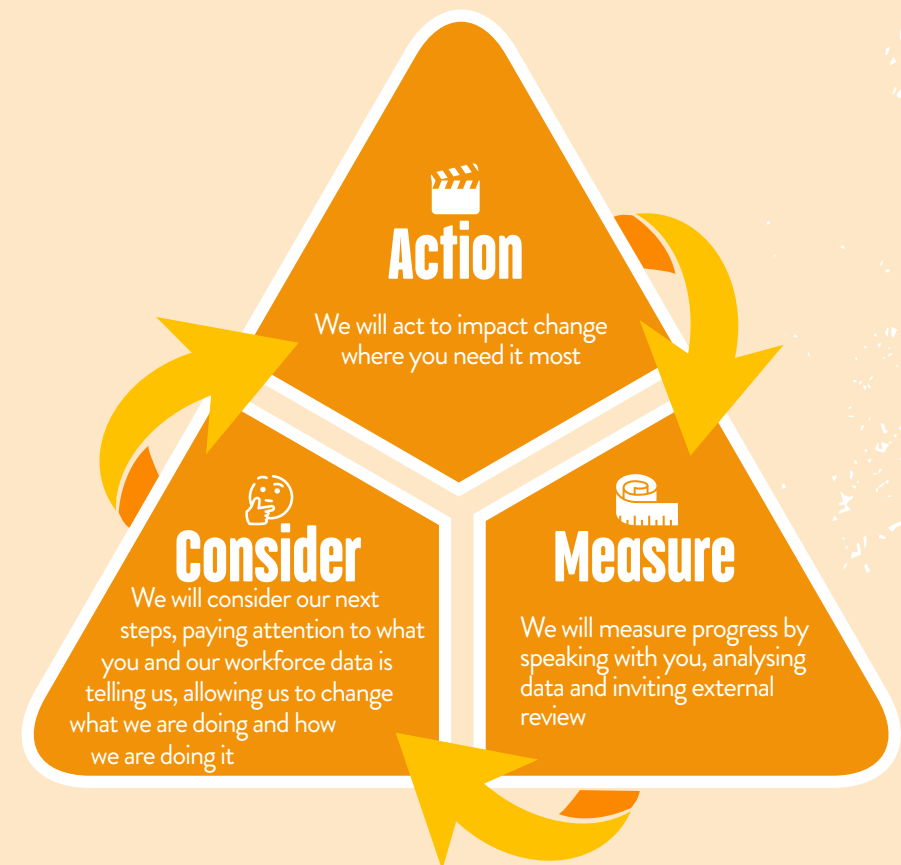 Action
We will act to impact change
where you need it most
Consider
We will consider our next
steps, paying attention to what
you and our workforce data is
telling us, allowing us to change
what we are doing and how
we are doing it
Measure
We will measure progress by
speaking with you, analysing
data and inviting external
review